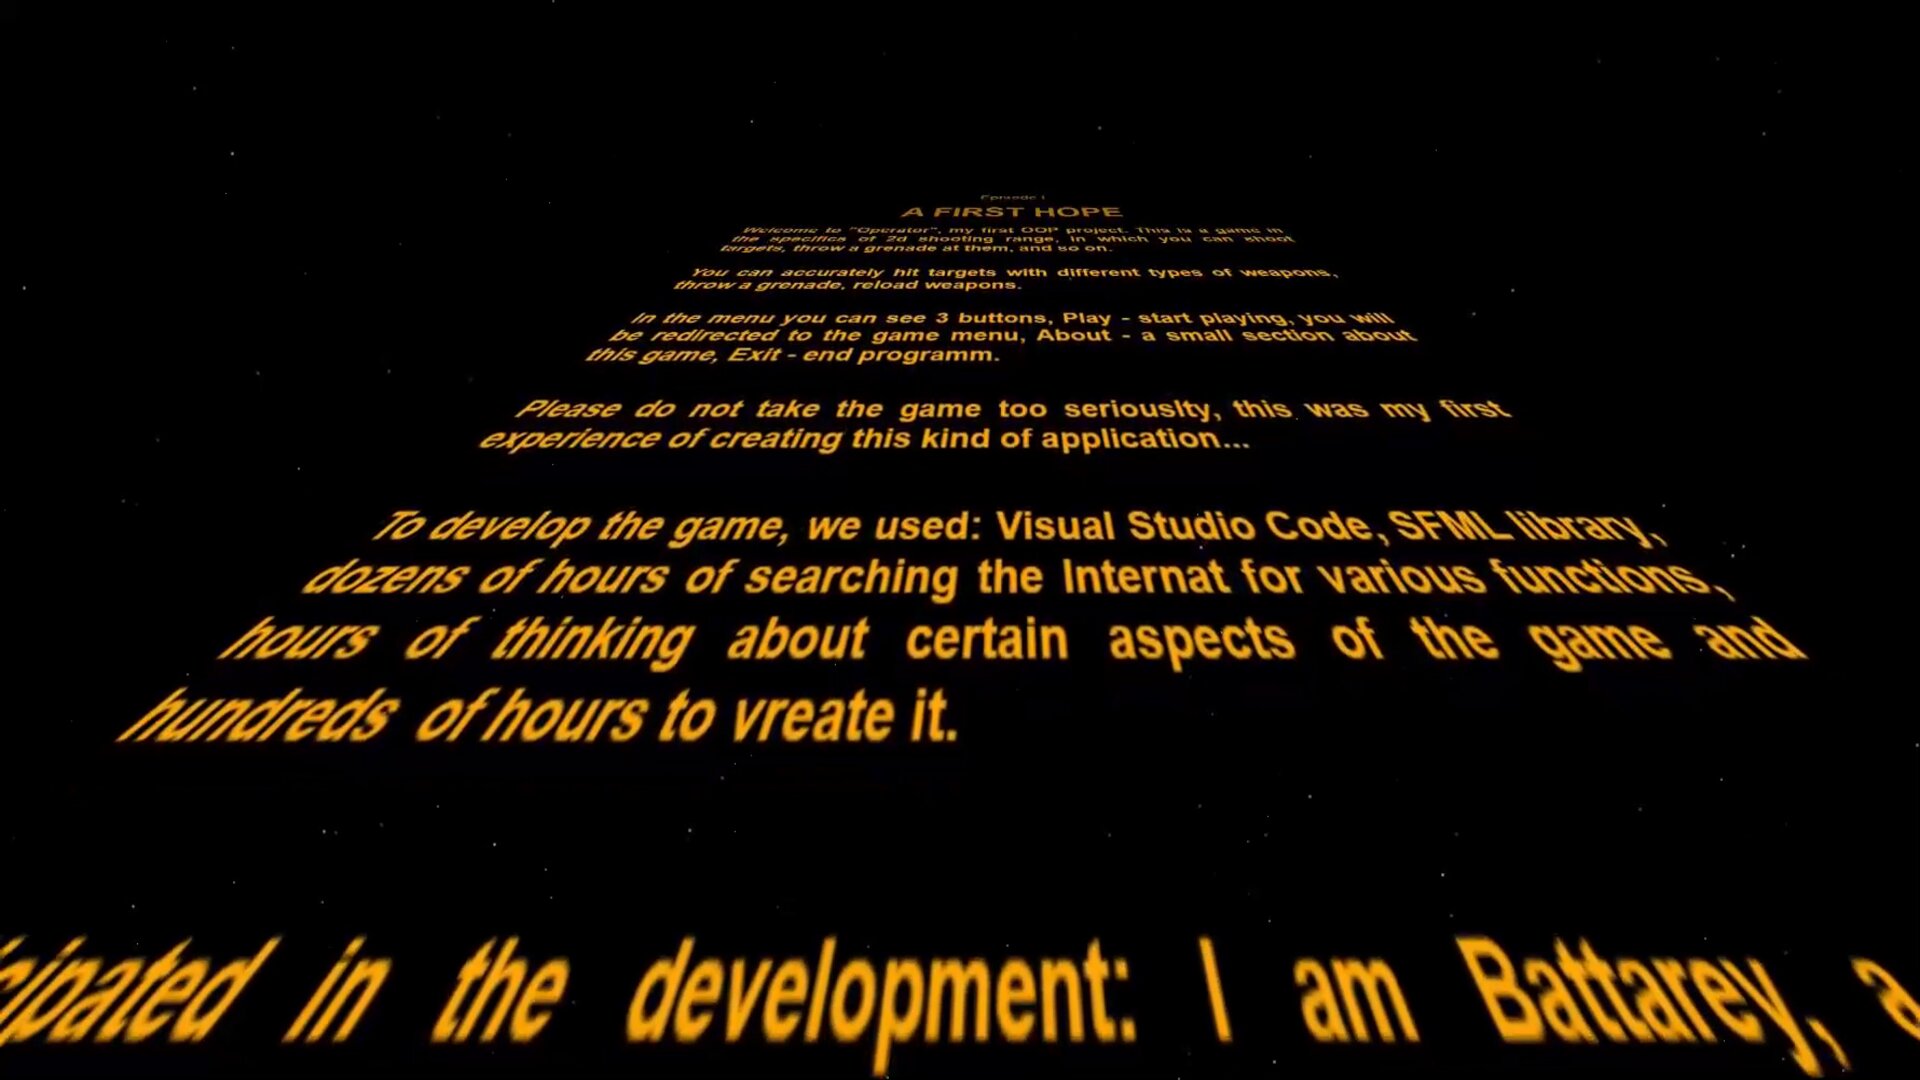 Episode I
A FIRST HOPE
Welcome to "Operator", my first OOP project. This is a game in
the specifics of 2d shooting range, in which you can shoot
targets, throw a grenade at them, and so on.
You can accurately hit targets with different types of weapons,
throw a grenade, reload weapons.
In the menu you can see 3 buttons, Play - start playing, you will
be redirected to the game menu, About - a small section about
this game, Exit - end programm.
Please do not take the game too seriouslty, this was my first
experience of creating this kind of application...
To develop the game, we used: Visual Studio Code, SFML library,
dozens of hours of searching the Internat for various functions,
hours of thinking about certain aspects of the game and
hundreds of hours to vreate it.
cipated in the development: I am Battarey, a